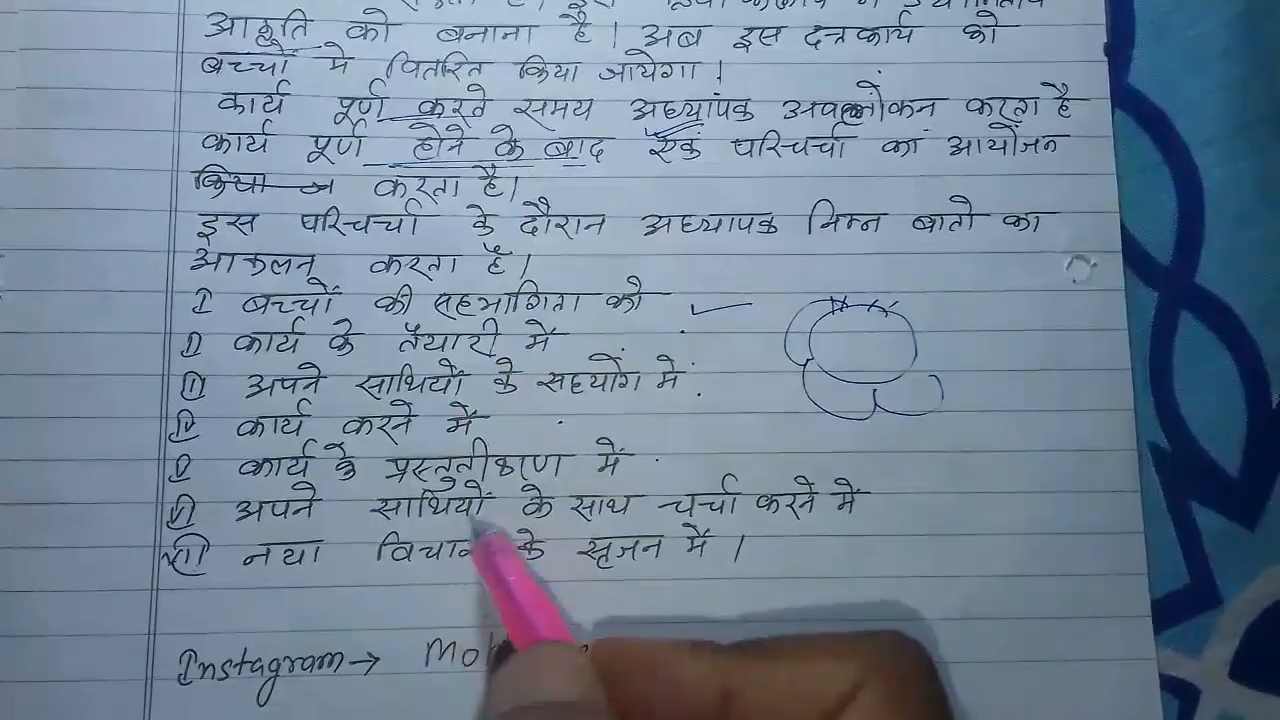 आकृति को बनाना है। अब इस दत्तकार्य को
बच्चों मे वितरित किया जायेगा।
कार्य पूर्ण करते समय अध्यापक अवलोकन करता है
कार्य पूर्ण होने के बाद एक परिचर्चा का आयोजन
करता है।
इस परिचर्चा के दौरान अध्यापक निम्न बातो का
आकलन करता है।
I बच्चों की सहभागिता को
II कार्य के तैयारी में
III अपने साथियों के सहयोग में
IV कार्य करने में
V कार्य के प्रस्तुतीकरण में
VI अपने साथियों के साथ चर्चा करने में
VII नया के सृजन में।
Instagram →